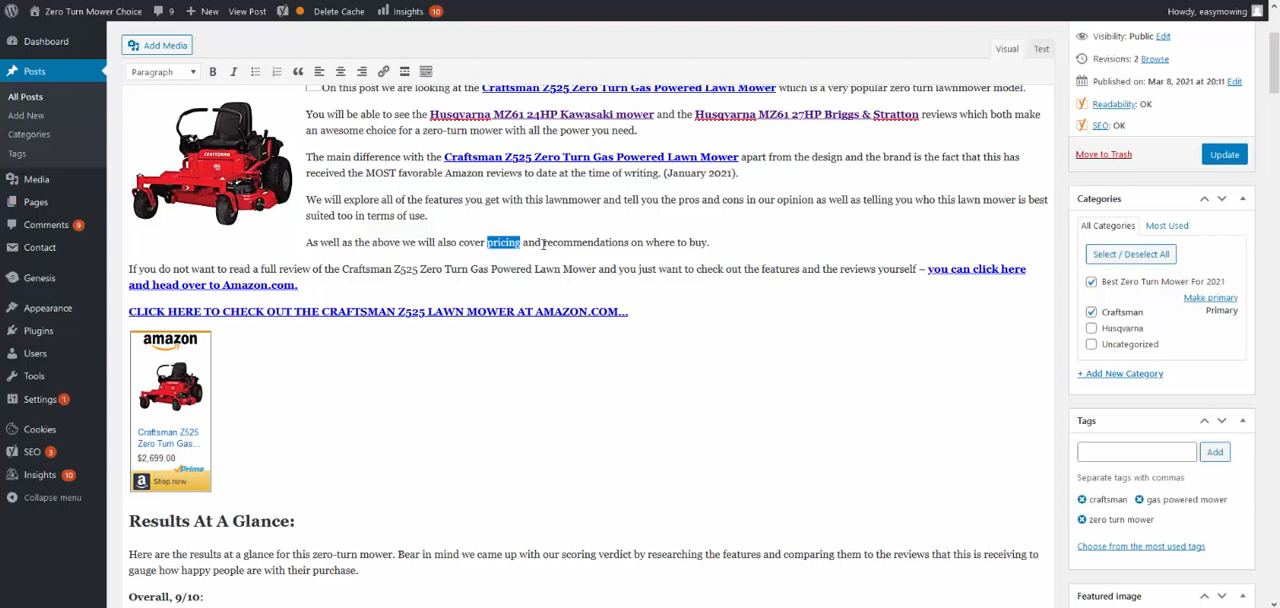 Zero Turn Mower Choice 9 New View Post Delete Cache Insights 10 Howdy, easymowing
Dashboard
Posts
All Posts
Add New
Categories
Tags
Media
Pages
Comments 9
Contact
Genesis
Appearance
Plugins
Users
Tools
Settings 1
Cookies
SEO 3
Insights 10
Collapse menu
Add Media
Visual Text
Paragraph
On this post we are looking at the Craftsman Z525 Zero Turn Gas Powered Lawn Mower which is a very popular zero turn lawnmower model.
You will be able to see the Husqvarna MZ61 24HP Kawasaki mower and the Husqvarna MZ61 27HP Briggs & Stratton reviews which both make
an awesome choice for a zero-turn mower with all the power you need.
The main difference with the Craftsman Z525 Zero Turn Gas Powered Lawn Mower apart from the design and the brand is the fact that this has
received the MOST favorable Amazon reviews to date at the time of writing. (January 2021).
We will explore all of the features you get with this lawnmower and tell you the pros and cons in our opinion as well as telling you who this lawn mower is best
suited too in terms of use.
As well as the above we will also cover pricing and recommendations on where to buy.
If you do not want to read a full review of the Craftsman Z525 Zero Turn Gas Powered Lawn Mower and you just want to check out the features and the reviews yourself – you can click here
and head over to Amazon.com.
CLICK HERE TO CHECK OUT THE CRAFTSMAN Z525 LAWN MOWER AT AMAZON.COM...
amazon
Craftsman Z525
Zero Turn Gas...
$2,699.00
Prime
Shop now
Results At A Glance:
Here are the results at a glance for this zero-turn mower. Bear in mind we came up with our scoring verdict by researching the features and comparing them to the reviews that this is receiving to
gauge how happy people are with their purchase.
Overall, 9/10:
Visibility: Public Edit
Revisions: 2 Browse
Published on: Mar 8, 2021 at 20:11 Edit
Readability: OK
SEO: OK
Move to Trash Update
Categories
All Categories Most Used
Select / Deselect All
Best Zero Turn Mower For 2021
Make primary
Craftsman Primary
Husqvarna
Uncategorized
+ Add New Category
Tags
Add
Separate tags with commas
craftsman gas powered mower
zero turn mower
Choose from the most used tags
Featured image